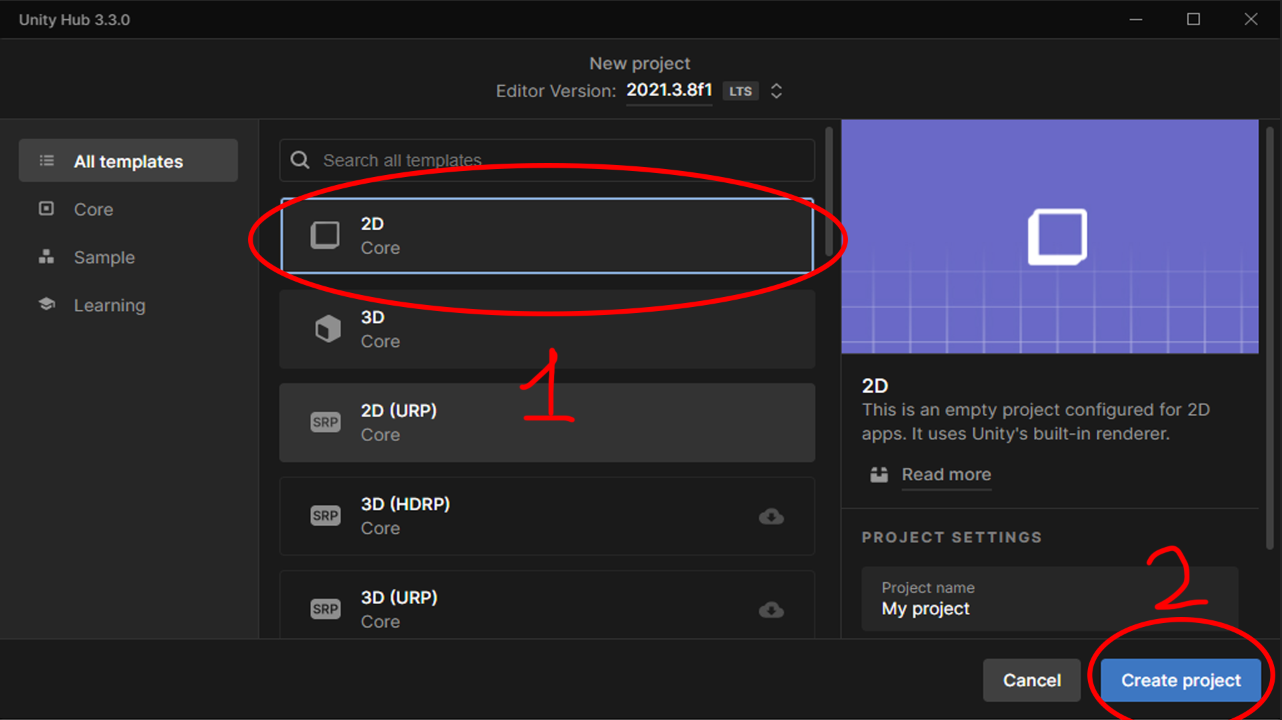 Unity Hub 3.3.0
New project
Editor Version: 2021.3.8f1 LTS
All templates
Core
Sample
Learning
Search all templates
2D
Core
3D
Core
1
2D (URP)
Core
SRP
3D (HDRP)
Core
SRP
3D (URP)
Core
SRP
2D
This is an empty project configured for 2D
apps. It uses Unity's built-in renderer.
Read more
PROJECT SETTINGS
Project name
My project
2
Cancel
Create project